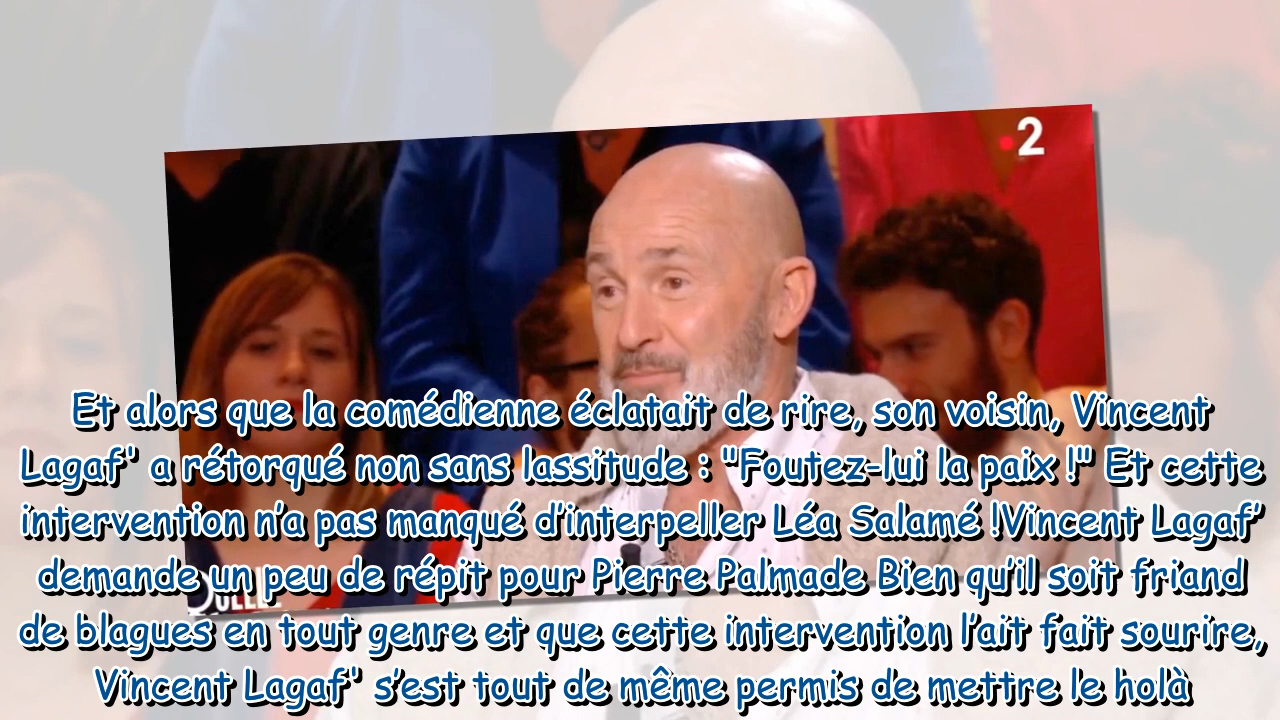 2
Et alors que la comédienne éclatait de rire, son voisin, Vincent
Lagaf' a rétorqué non sans lassitude : "Foutez-lui la paix !" Et cette
intervention n'a pas manqué d'interpeller Léa Salamé !Vincent Lagaf'
demande un peu de répit pour Pierre Palmade Bien qu'il soit friand
de blagues en tout genre et que cette intervention l'ait fait sourire,
Vincent Lagaf' s'est tout de même permis de mettre le holà